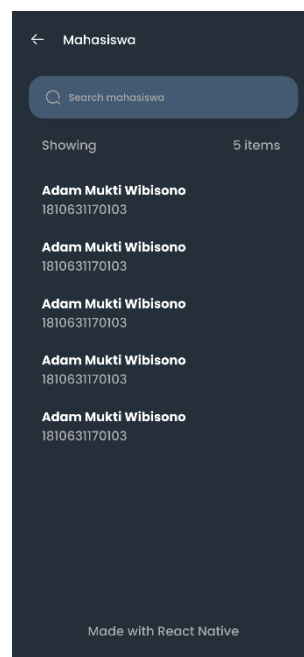 Mahasiswa
Search mahasiswa
Showing 5 items
Adam Mukti Wibisono
1810631170103
Adam Mukti Wibisono
1810631170103
Adam Mukti Wibisono
1810631170103
Adam Mukti Wibisono
1810631170103
Adam Mukti Wibisono
1810631170103
Made with React Native